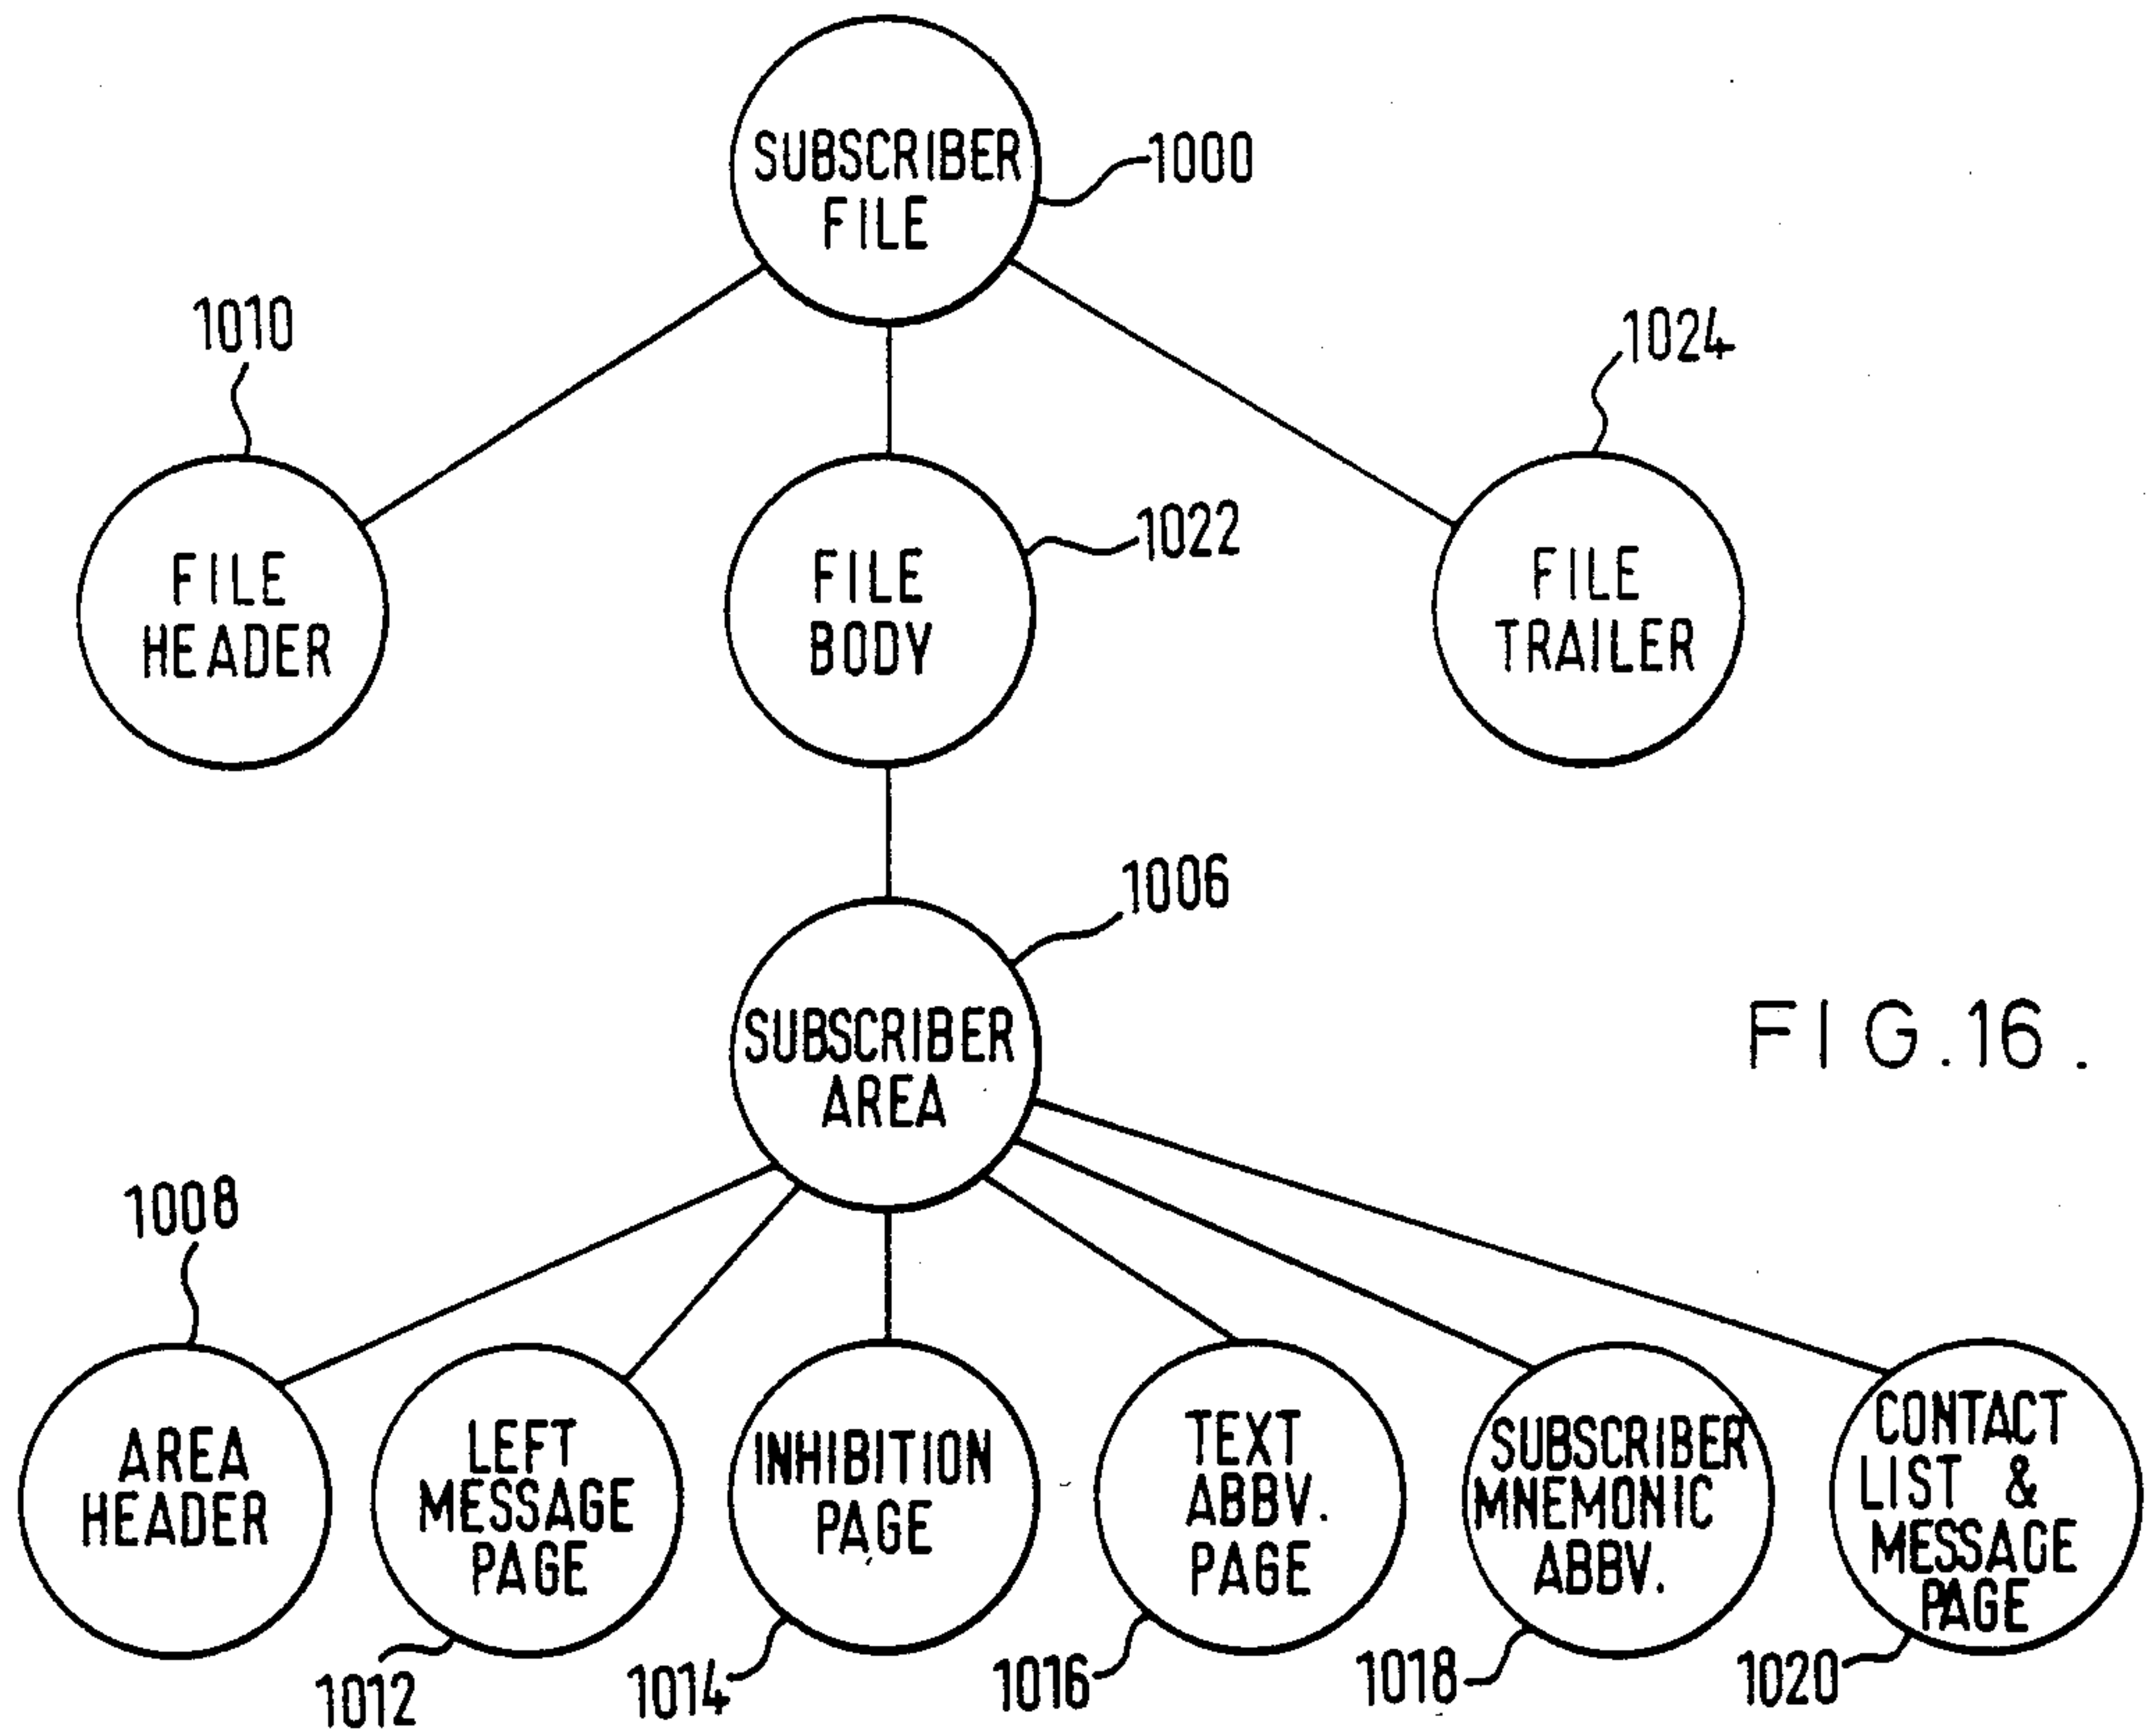 SUBSCRIBER
FILE
1000
1010
1024
FILE
HEADER
FILE
BODY
1022
FILE
TRAILER
1006
SUBSCRIBER
AREA
FIG.16.
1008
AREA
HEADER
LEFT
MESSAGE
PAGE
INHIBITION
PAGE
TEXT
ABBV.
PAGE
SUBSCRIBER
MNEMONIC
ABBV.
CONTACT
LIST &
MESSAGE
PAGE
1012
1014
1016
1018
1020